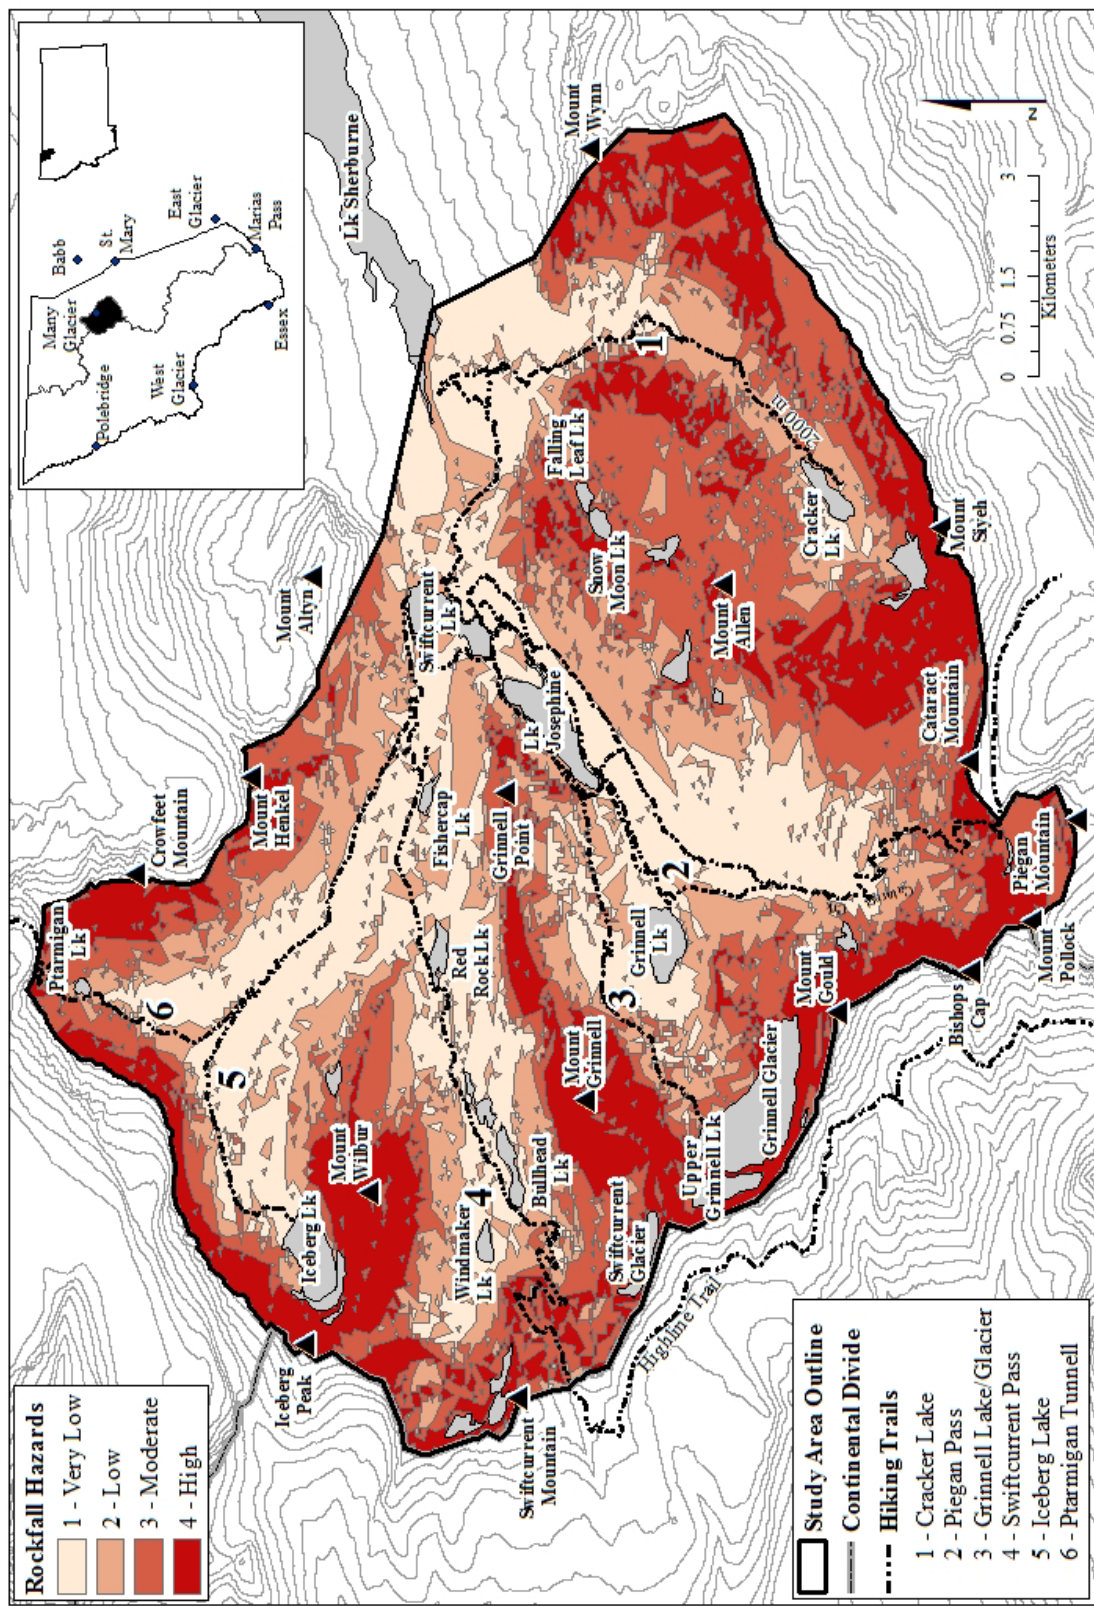 Rockfall Hazards
1 - Very Low
2 - Low
3 - Moderate
4 - High
Polebridge
Many
Glacier
Babb
St.
Mary
West
Glacier
East
Glacier
Essex
Marias
Pass
Ptarmigan
Lk
Crowfeet
Mountain
Mount
Henkel
Mount
Altyn
Lk Sherburne
6
5
Iceberg
Peak
Iceberg Lk
Mount
Wilbur
Swiftcurrent
Lk
Fishercap
Lk
Red
Rock Lk
Windmaker
Lk
4
Bullhead
Lk
Grinnell
Point
Lk
Josephine
Falling
Leaf Lk
Mount
Wynn
Snow
Moon Lk
1
Swiftcurrent
Mountain
Swiftcurrent
Glacier
Mount
Grinnell
3
Grinnell
Lk
2
Upper
Grinnell Lk
Grinnell Glacier
Mount
Gould
Mount
Allen
2000 m
Cracker
Lk
Highline Trail
Cataract
Mountain
Mount
Siyeh
Bishops
Cap
Mount
Pollock
Piegan
Mountain
Study Area Outline
Continental Divide
Hiking Trails
1 - Cracker Lake
2 - Piegan Pass
3 - Grinnell Lake/Glacier
4 - Swiftcurrent Pass
5 - Iceberg Lake
6 - Ptarmigan Tunnell
0 0.75 1.5 3
Kilometers
N